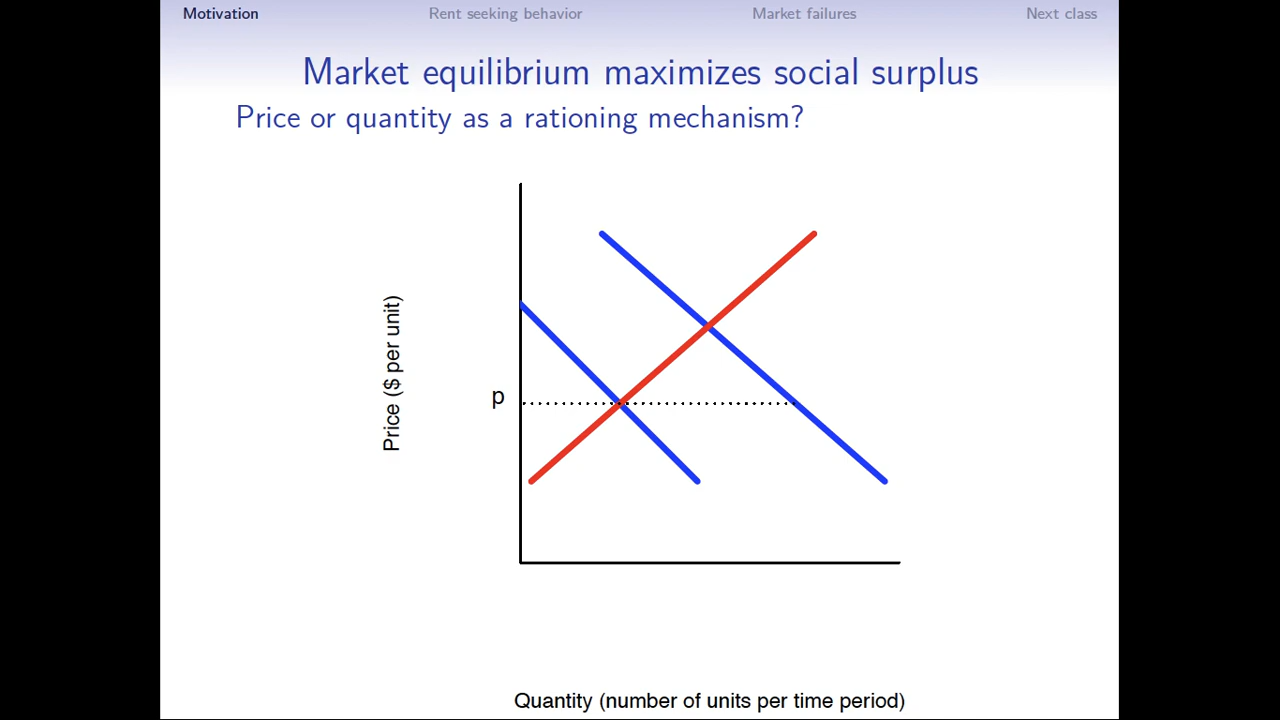 Motivation Rent seeking behavior Market failures Next class
Market equilibrium maximizes social surplus
Price or quantity as a rationing mechanism?
Price ($ per unit)
p
Quantity (number of units per time period)